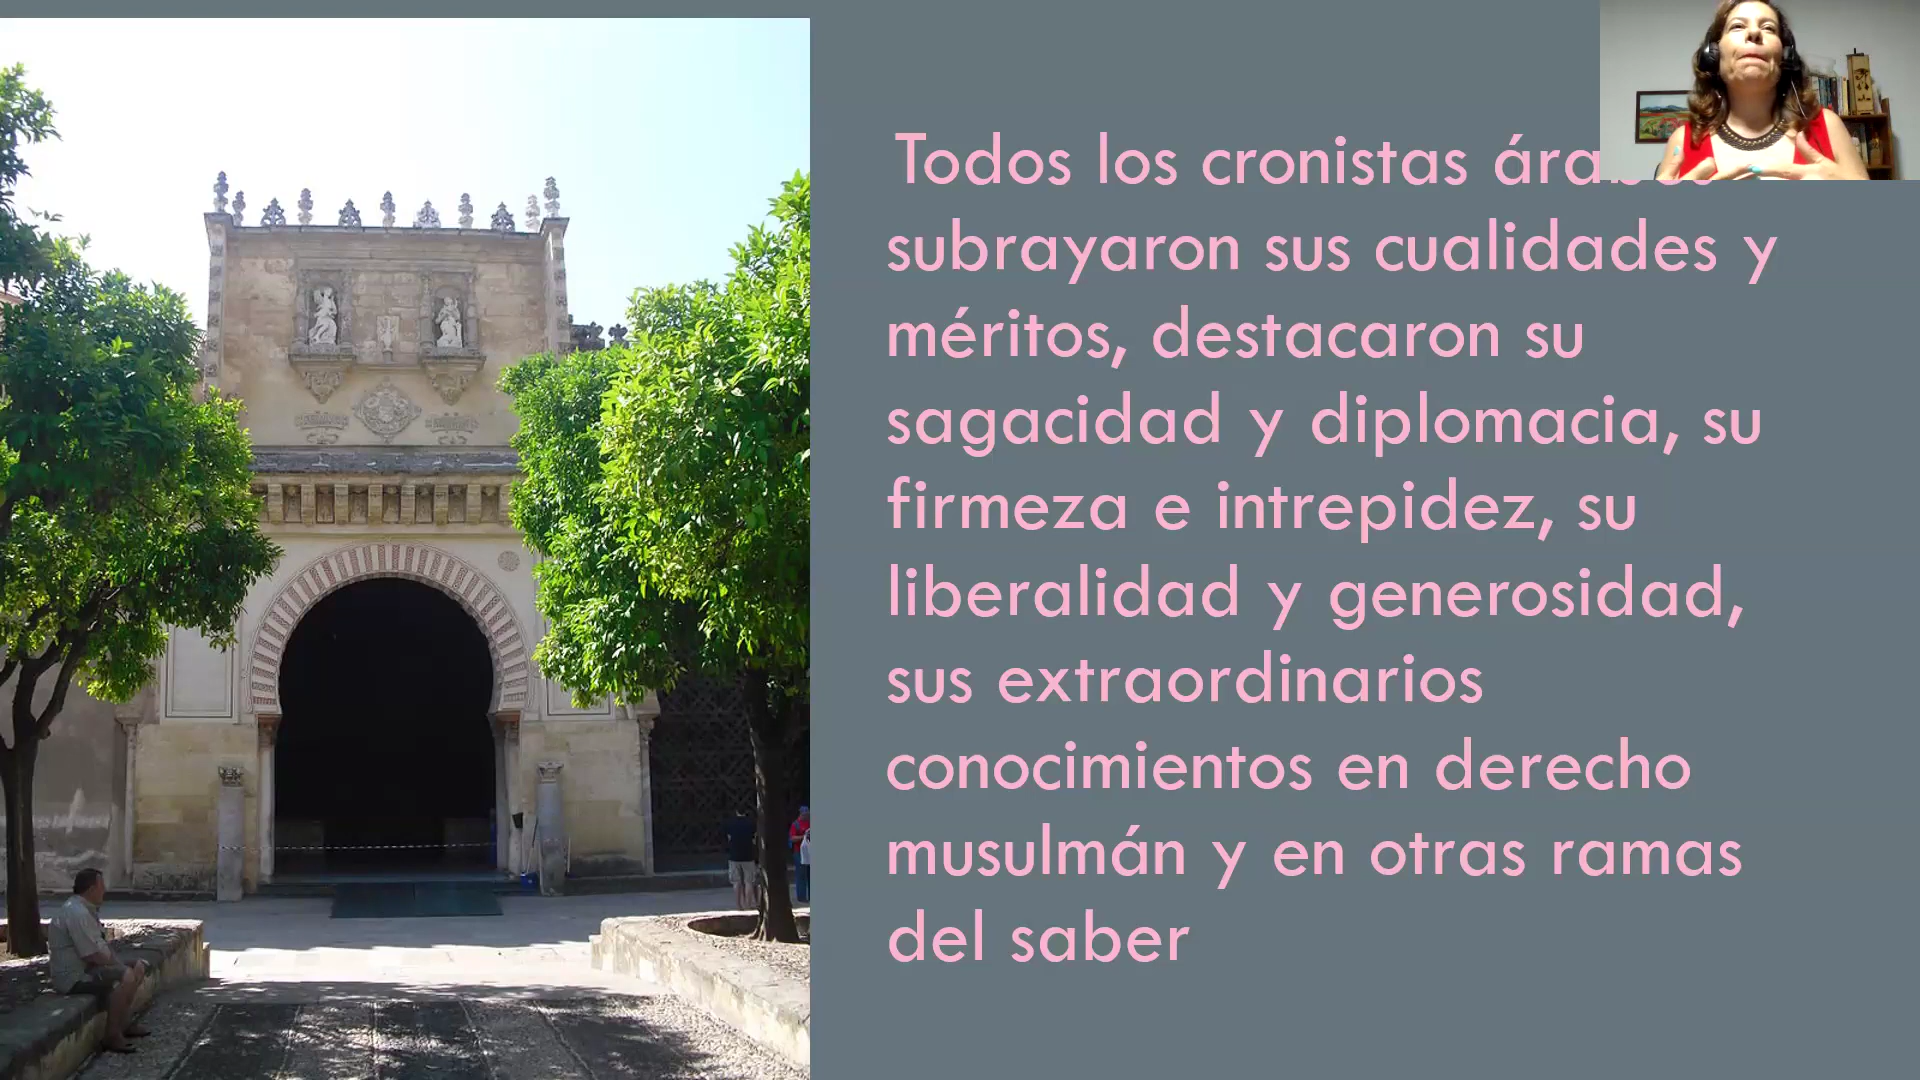 Todos los cronistas árabes
subrayaron sus cualidades y
méritos, destacaron su
sagacidad y diplomacia, su
firmeza e intrepidez, su
liberalidad y generosidad,
sus extraordinarios
conocimientos en derecho
musulmán y en otras ramas
del saber